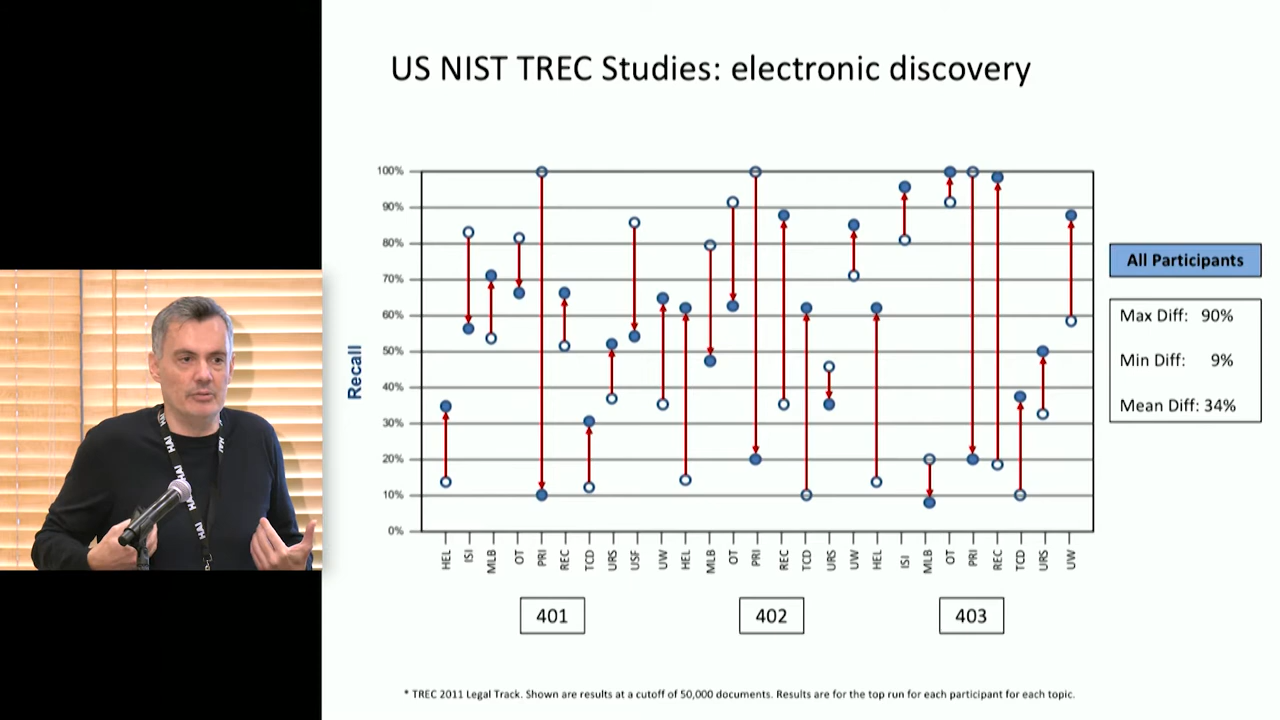 US NIST TREC Studies: electronic discovery
100%
90%
80%
70%
60%
50%
40%
30%
20%
10%
0%
Recall
HEL
ISI
MLB
OT
PRI
REC
TCD
URS
USF
UW
HEL
MLB
OT
PRI
REC
TCD
URS
UW
HEL
ISI
MLB
OT
PRI
REC
TCD
URS
UW
401
402
403
All Participants
Max Diff: 90%
Min Diff: 9%
Mean Diff: 34%
* TREC 2011 Legal Track. Shown are results at a cutoff of 50,000 documents. Results are for the top run for each participant for each topic.
HAI
HAI
HAI
HAI